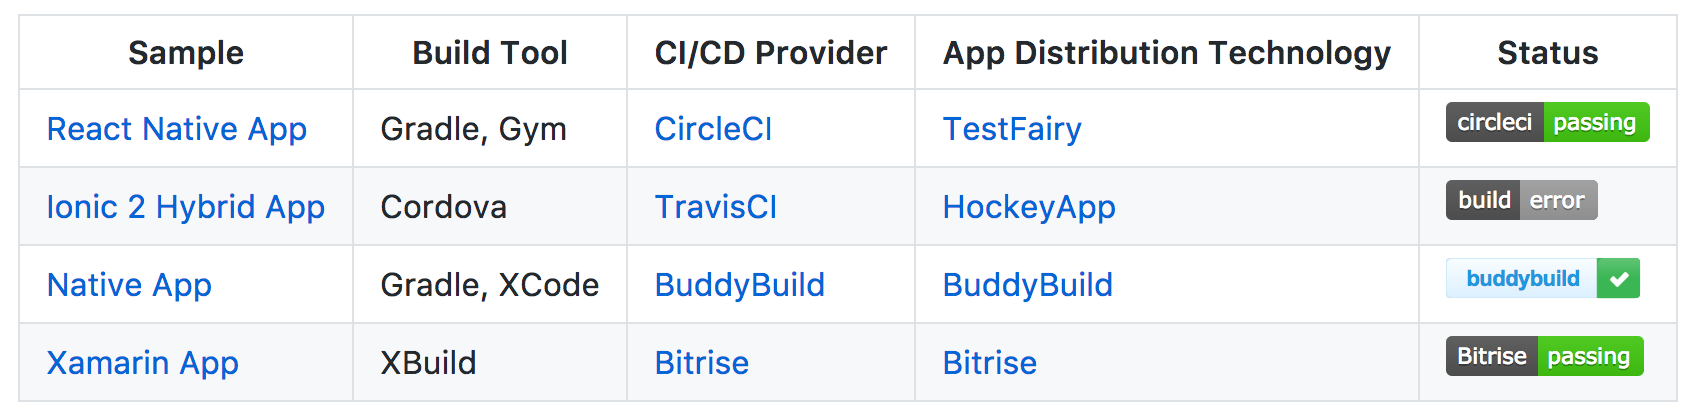 Sample Build Tool CI/CD Provider App Distribution Technology Status
React Native App Gradle, Gym CircleCI TestFairy circleci passing
Ionic 2 Hybrid App Cordova TravisCI HockeyApp build error
Native App Gradle, XCode BuddyBuild BuddyBuild buddybuild
Xamarin App XBuild Bitrise Bitrise Bitrise passing